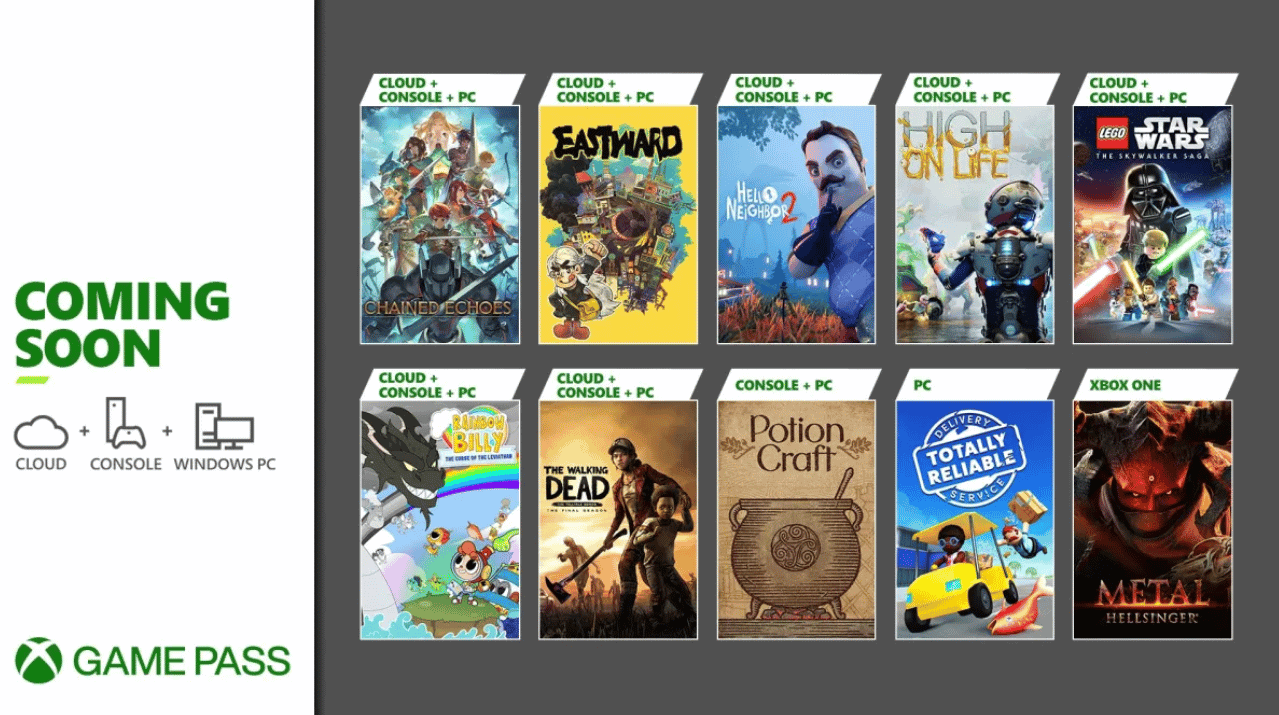 COMING
SOON
CLOUD + CONSOLE + WINDOWS PC
GAME PASS
CLOUD +
CONSOLE + PC
CHAINED ECHOES
CLOUD +
CONSOLE + PC
EASTWARD
CLOUD +
CONSOLE + PC
HELLO
NEIGHBOR 2
CLOUD +
CONSOLE + PC
HIGH
ON LIFE
CLOUD +
CONSOLE + PC
LEGO STAR
WARS
THE SKYWALKER SAGA
CLOUD +
CONSOLE + PC
RAINBOW
BILLY
THE CURSE OF THE LEVIATHAN
CLOUD +
CONSOLE + PC
THE WALKING
DEAD
THE TELLTALE SERIES
THE FINAL SEASON
CONSOLE + PC
Potion
Craft
PC
DELIVERY
TOTALLY
RELIABLE
SERVICE
XBOX ONE
METAL
HELLSINGER